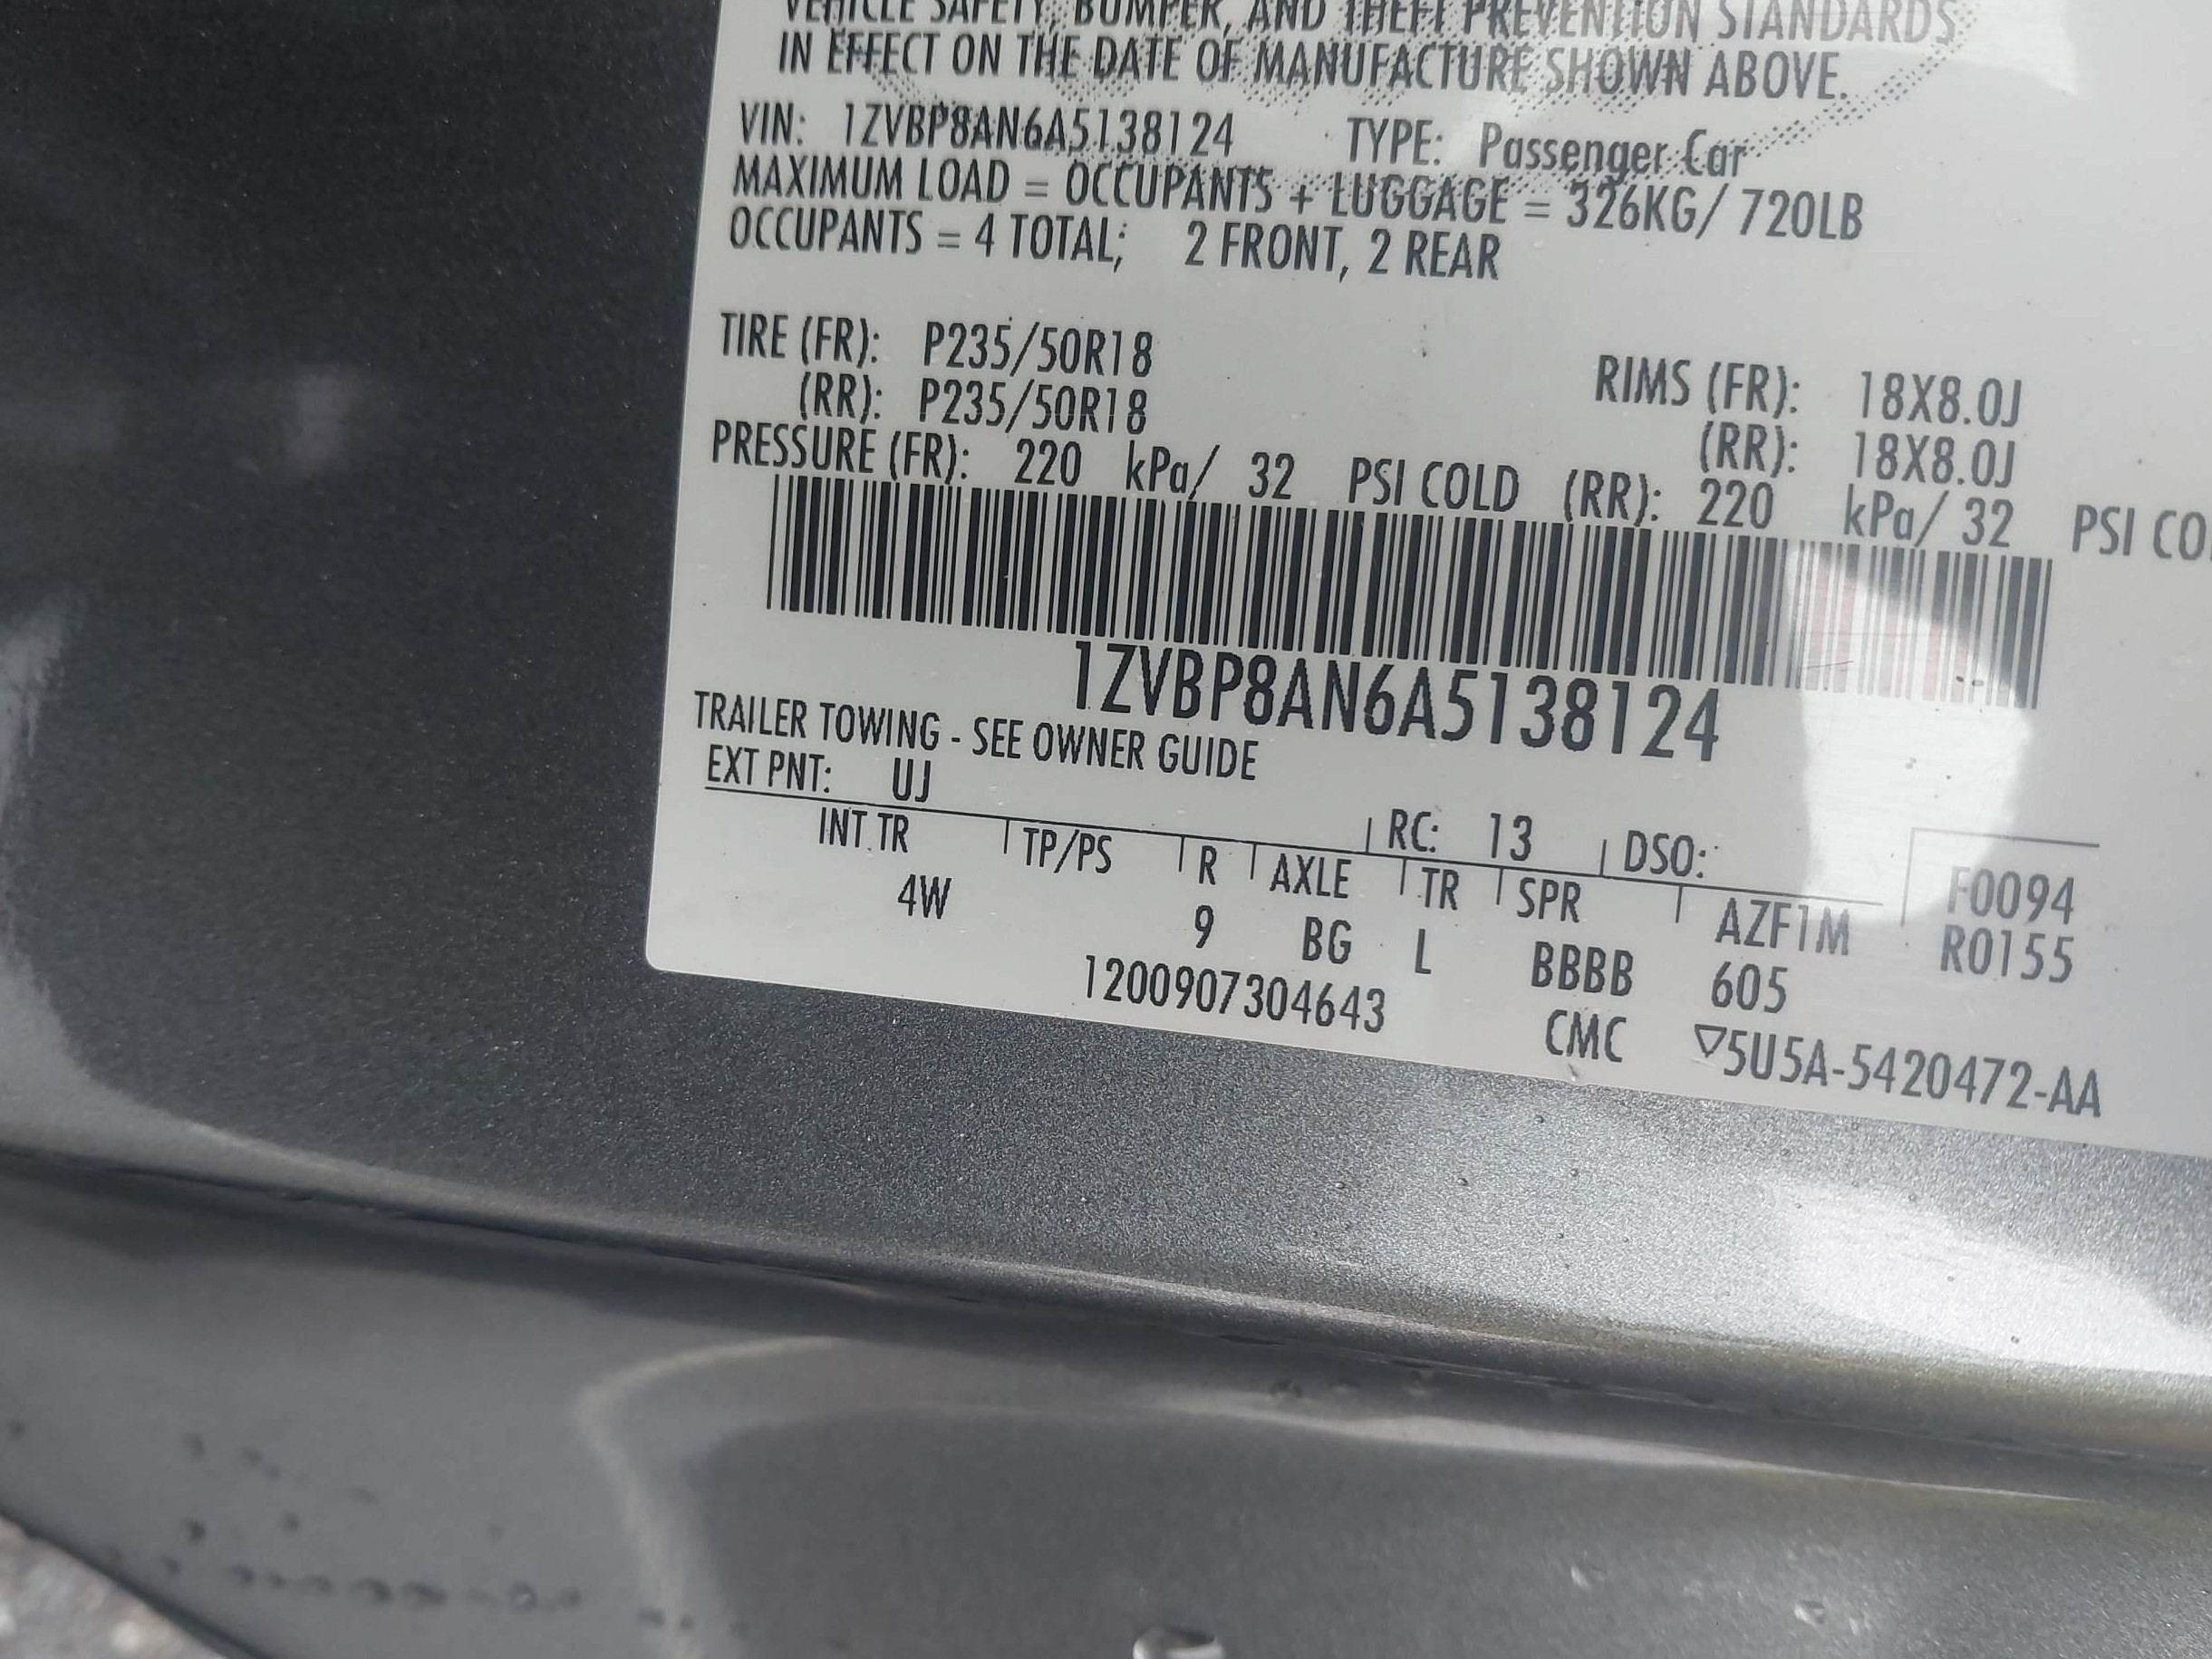 VEHICLE SAFETY, BUMPER, AND THEFT PREVENTION STANDARDS
IN EFFECT ON THE DATE OF MANUFACTURE SHOWN ABOVE.
VIN: 1ZVBP8AN6A5138124 TYPE: Passenger Car
MAXIMUM LOAD = OCCUPANTS + LUGGAGE = 326KG/ 720LB
OCCUPANTS = 4 TOTAL; 2 FRONT, 2 REAR
TIRE (FR): P235/50R18 RIMS (FR): 18X8.0J
(RR): P235/50R18 (RR): 18X8.0J
PRESSURE (FR): 220 kPa/ 32 PSI COLD (RR): 220 kPa/ 32 PSI CO
1ZVBP8AN6A5138124
TRAILER TOWING - SEE OWNER GUIDE
EXT PNT: UJ RC: 13 DSO: F0094
INT TR TP/PS R AXLE TR SPR AZF1M R0155
4W 9 BG L BBBB 605
1200907304643 CMC ▽5U5A-5420472-AA